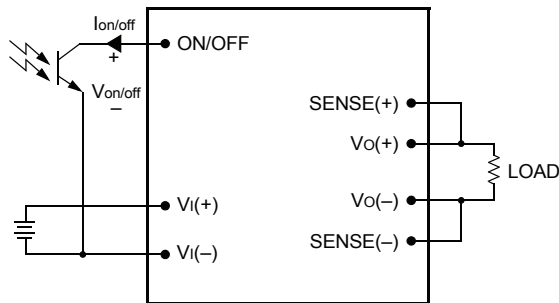 Ion/off
+
ON/OFF
Von/off
–
SENSE(+)
VO(+)
LOAD
VO(–)
VI(+)
VI(–)
SENSE(–)